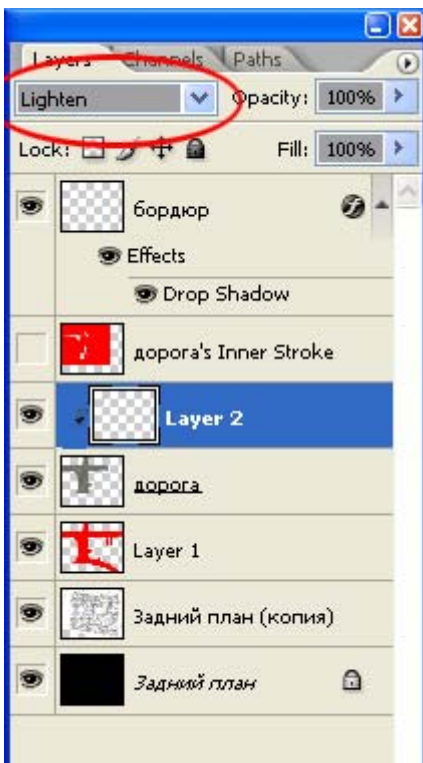 Layers Channels Paths
Lighten Opacity: 100%
Lock: Fill: 100%
бордюр
Effects
Drop Shadow
дорога's Inner Stroke
Layer 2
дорога
Layer 1
Задний план (копия)
Задний план